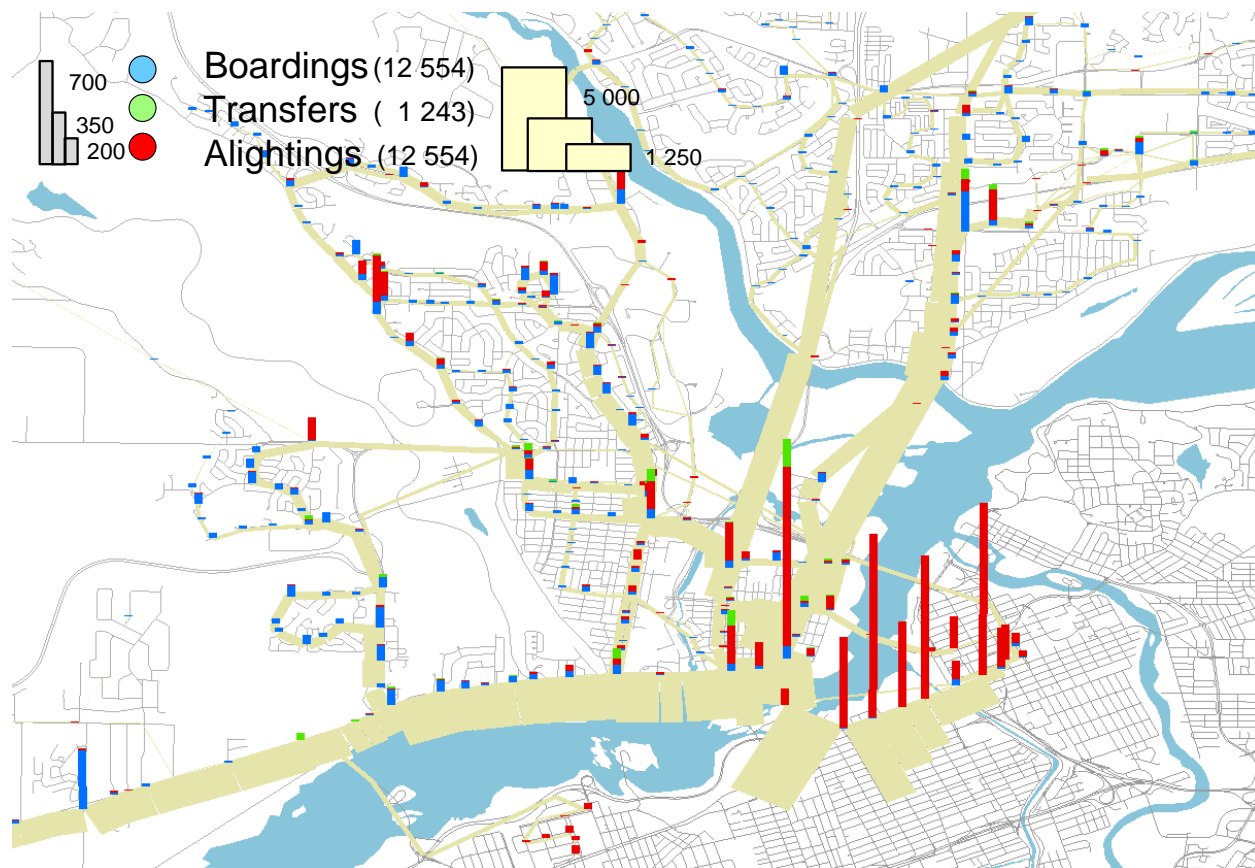 700
350
200
Boardings (12 554)
Transfers ( 1 243)
Alightings (12 554)
5 000
1 250